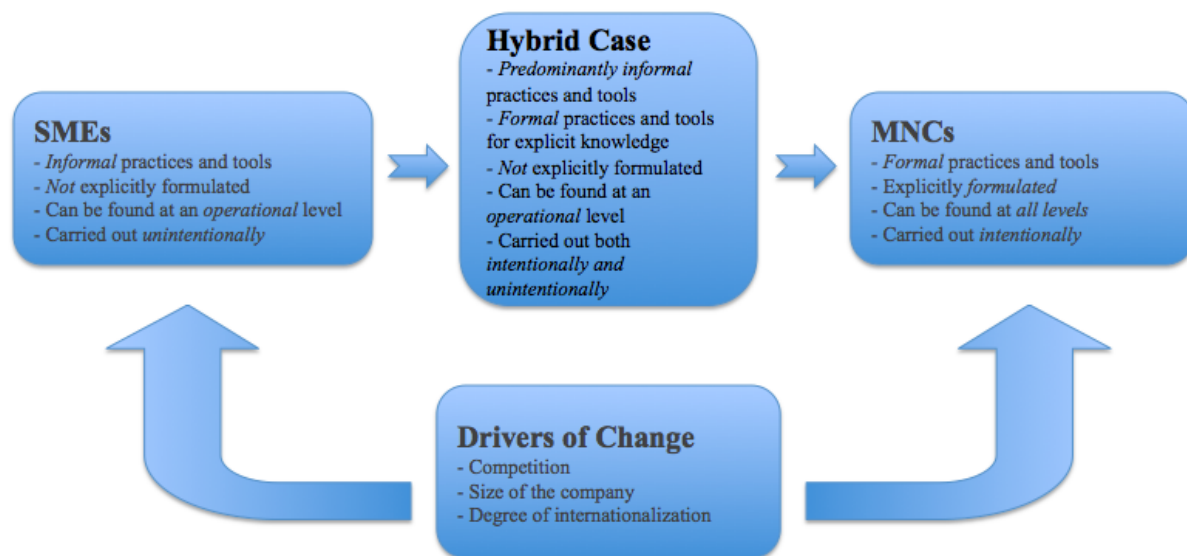 SMEs
- Informal practices and tools
- Not explicitly formulated
- Can be found at an operational level
- Carried out unintentionally
Hybrid Case
- Predominantly informal
practices and tools
- Formal practices and tools
for explicit knowledge
- Not explicitly formulated
- Can be found at an
operational level
- Carried out both
intentionally and
unintentionally
MNCs
- Formal practices and tools
- Explicitly formulated
- Can be found at all levels
- Carried out intentionally
Drivers of Change
- Competition
- Size of the company
- Degree of internationalization